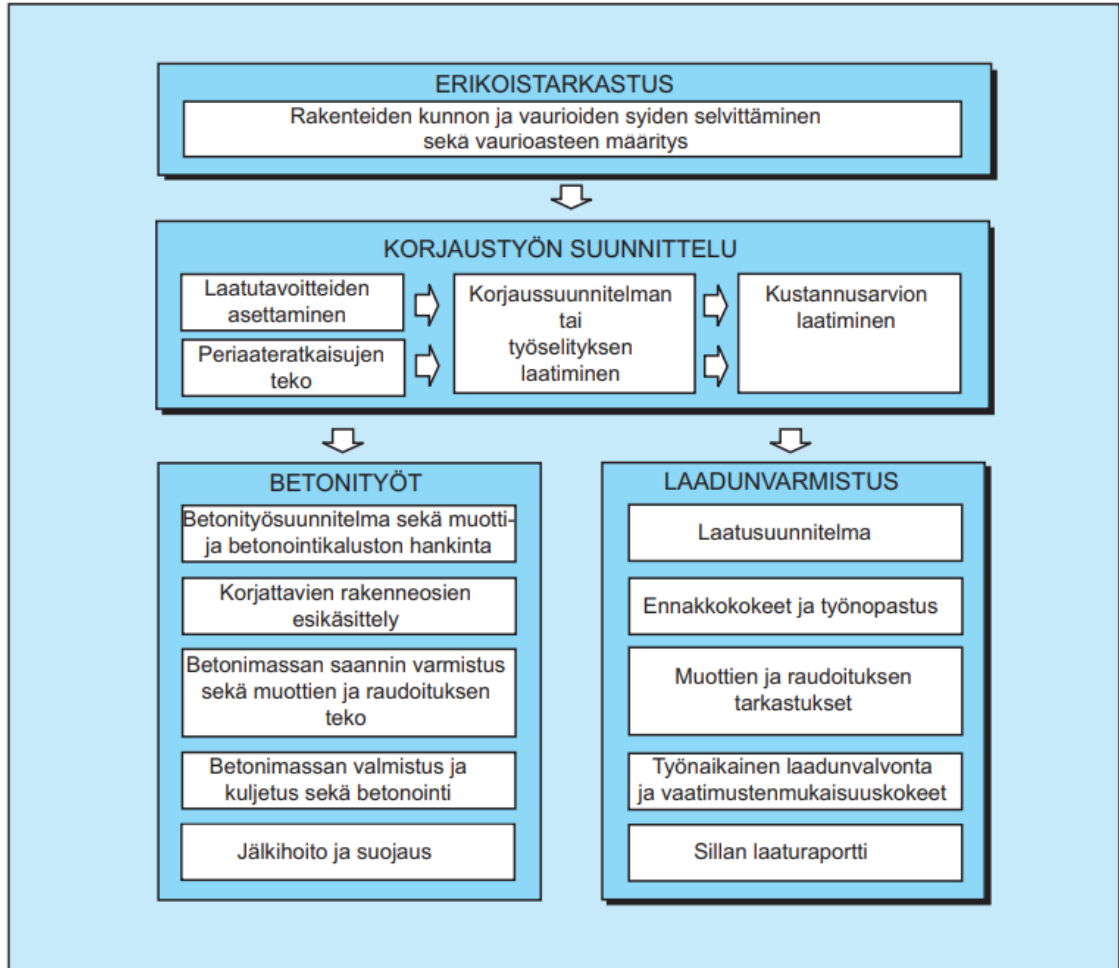 ERIKOISTARKASTUS
Rakenteiden kunnon ja vaurioiden syiden selvittäminen
sekä vaurioasteen määritys
KORJAUSTYÖN SUUNNITTELU
Laatutavoitteiden
asettaminen
Periaateratkaisujen
teko
Korjaussuunnitelman
tai
työselityksen
laatiminen
Kustannusarvion
laatiminen
BETONITYÖT
Betonityösuunnitelma sekä muotti-
ja betonointikaluston hankinta
Korjattavien rakenneosien
esikäsittely
Betonimassan saannin varmistus
sekä muottien ja raudoituksen
teko
Betonimassan valmistus ja
kuljetus sekä betonointi
Jälkihoito ja suojaus
LAADUNVARMISTUS
Laatusuunnitelma
Ennakkokokeet ja työnopastus
Muottien ja raudoituksen
tarkastukset
Työnaikainen laadunvalvonta
ja vaatimustenmukaisuuskokeet
Sillan laaturaportti